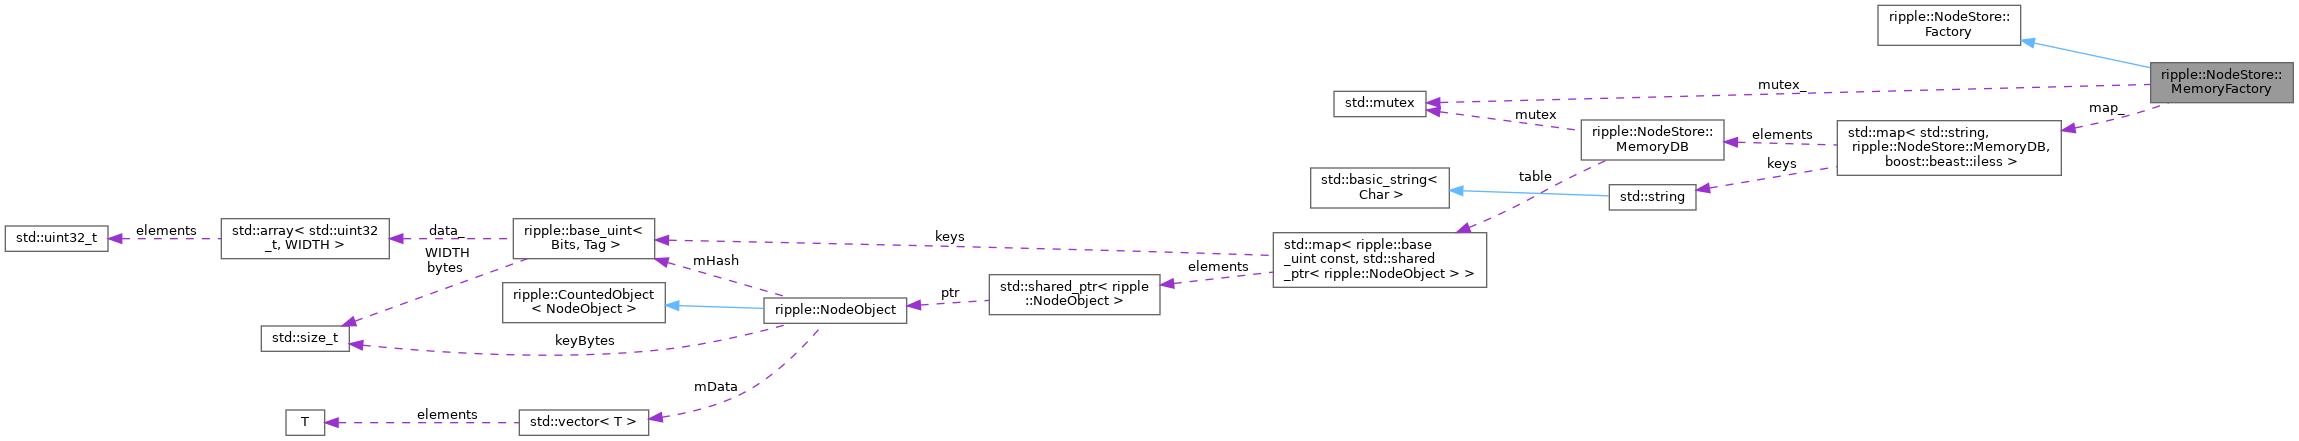 ripple::NodeStore::
Factory
ripple::NodeStore::
MemoryFactory
mutex_
map_
std::mutex
mutex
ripple::NodeStore::
MemoryDB
elements
std::map< std::string,
ripple::NodeStore::MemoryDB,
boost::beast::iless >
keys
std::basic_string<
Char >
table
std::string
std::uint32_t
elements
std::array< std::uint32
_t, WIDTH >
data_
ripple::base_uint<
Bits, Tag >
keys
std::map< ripple::base
_uint const, std::shared
_ptr< ripple::NodeObject > >
WIDTH
bytes
mHash
elements
ripple::CountedObject
< NodeObject >
ripple::NodeObject
ptr
std::shared_ptr< ripple
::NodeObject >
std::size_t
keyBytes
mData
T
elements
std::vector< T >